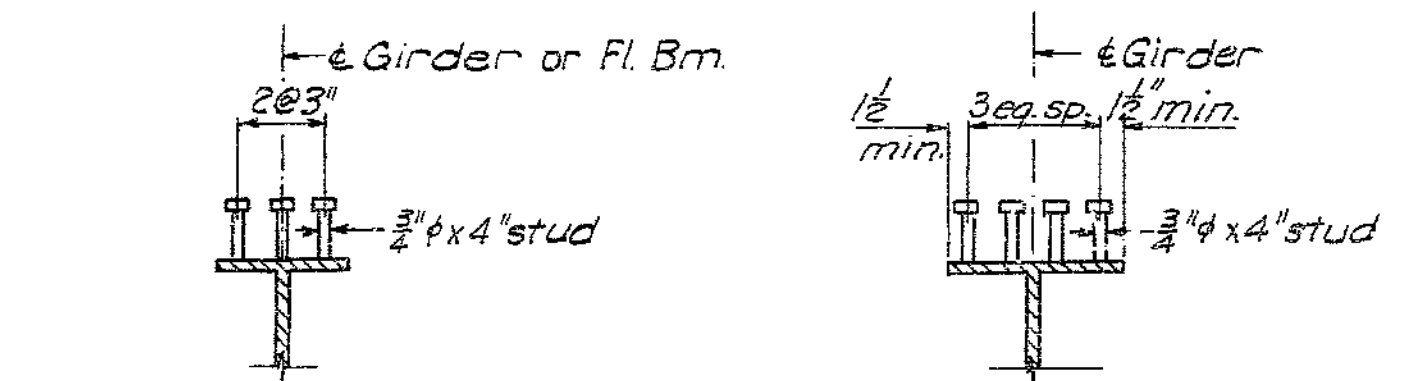 ℄ Girder or Fl. Bm.
2@3"
3/4"φ x 4" stud
℄ Girder
1 1/2
min.
3 eq. sp.
1 1/2" min.
3/4"φ x 4" stud